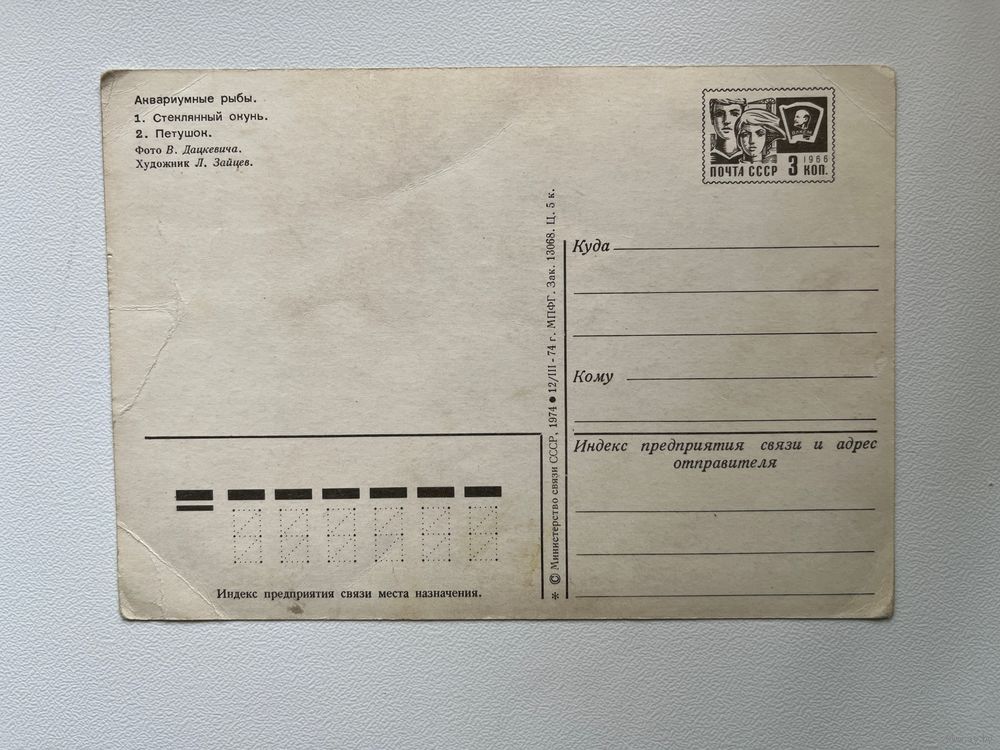 Аквариумные рыбы.
1. Стеклянный окунь.
2. Петушок.
Фото В. Дацкевича.
Художник Л. Зайцев.
1966
ПОЧТА СССР 3 КОП.
Куда
Кому
Индекс предприятия связи и адрес
отправителя
* © Министерство связи СССР, 1974 ● 12/III-74 г. МПФГ. Зак. 13068. Ц. 5 к.
Индекс предприятия связи места назначения.